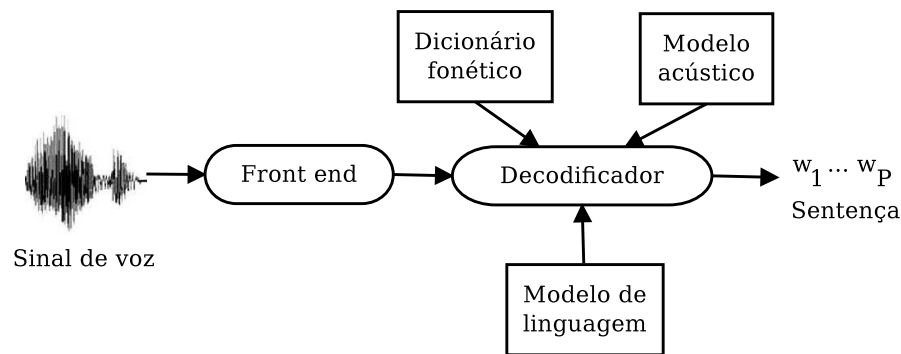 Dicionário
fonético
Modelo
acústico
Sinal de voz
Front end
Decodificador
w1... wP
Sentença
Modelo de
linguagem